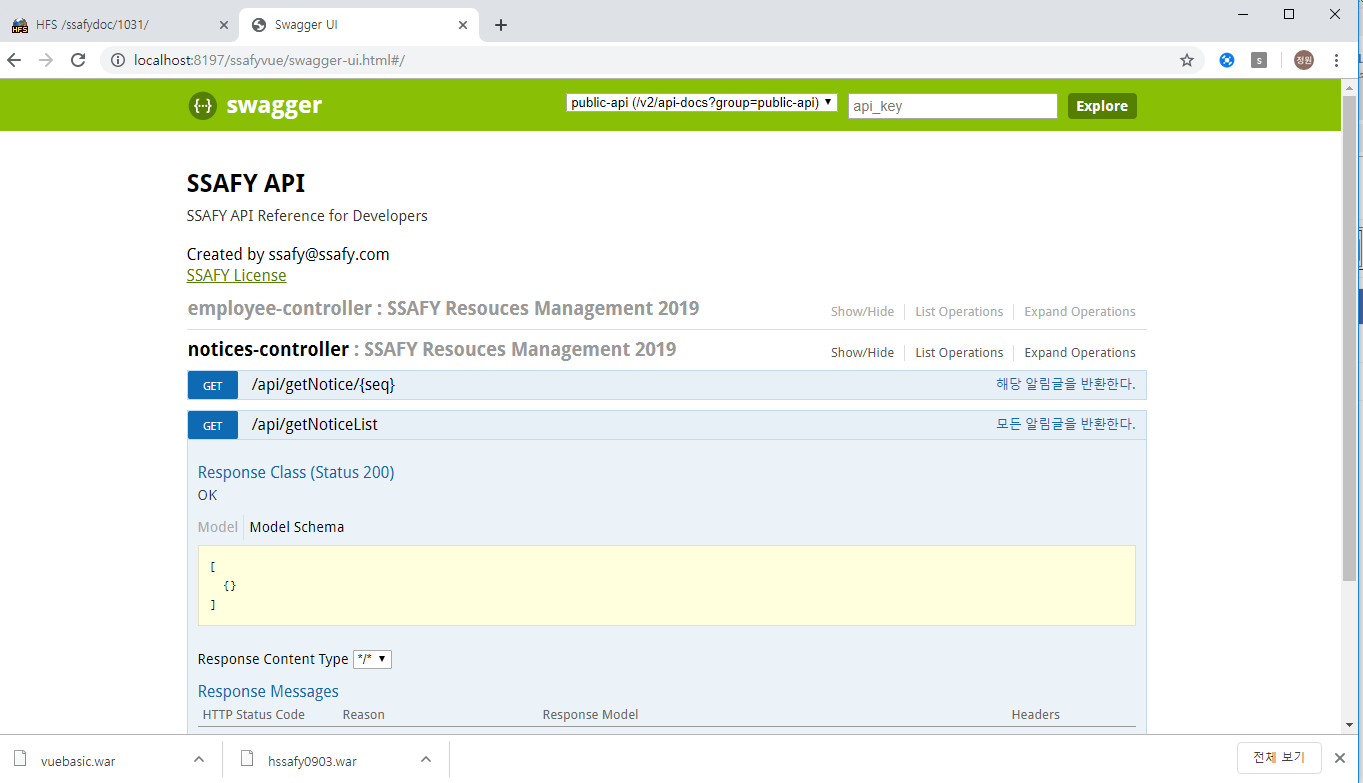 HFS /ssafydoc/1031/
Swagger UI
localhost:8197/ssafyvue/swagger-ui.html#/
S
정원
{··}
swagger
public-api (/v2/api-docs?group=public-api)
api_key
Explore
SSAFY API
SSAFY API Reference for Developers
Created by ssafy@ssafy.com
SSAFY License
employee-controller : SSAFY Resouces Management 2019
Show/Hide
List Operations
Expand Operations
notices-controller : SSAFY Resouces Management 2019
Show/Hide
List Operations
Expand Operations
GET
/api/getNotice/{seq}
해당 알림글을 반환한다.
GET
/api/getNoticeList
모든 알림글을 반환한다.
Response Class (Status 200)
OK
Model
Model Schema
[
{}
]
Response Content Type */*
Response Messages
HTTP Status Code
Reason
Response Model
Headers
vuebasic.war
hssafy0903.war
전체 보기